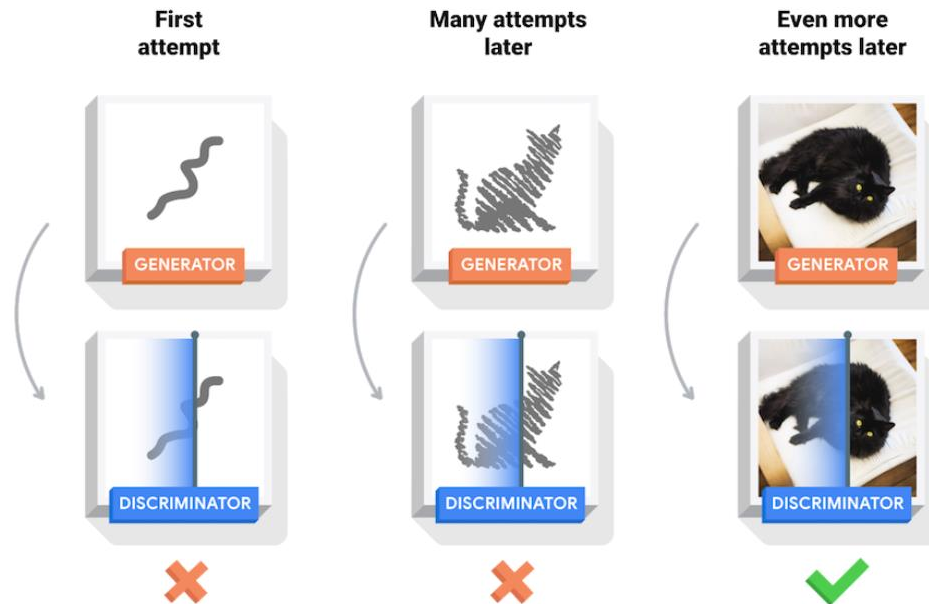 First
attempt
Many attempts
later
Even more
attempts later
GENERATOR
GENERATOR
GENERATOR
DISCRIMINATOR
DISCRIMINATOR
DISCRIMINATOR